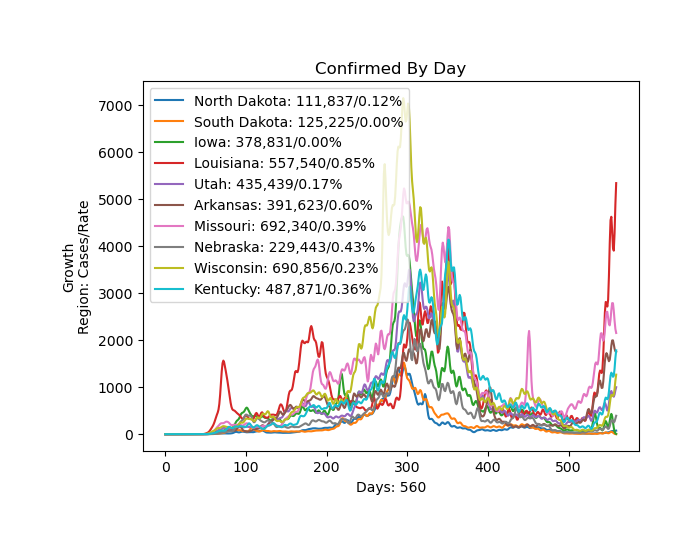 Confirmed By Day
Growth
Region: Cases/Rate
7000
6000
5000
4000
3000
2000
1000
0
North Dakota: 111,837/0.12%
South Dakota: 125,225/0.00%
Iowa: 378,831/0.00%
Louisiana: 557,540/0.85%
Utah: 435,439/0.17%
Arkansas: 391,623/0.60%
Missouri: 692,340/0.39%
Nebraska: 229,443/0.43%
Wisconsin: 690,856/0.23%
Kentucky: 487,871/0.36%
0 100 200 300 400 500
Days: 560